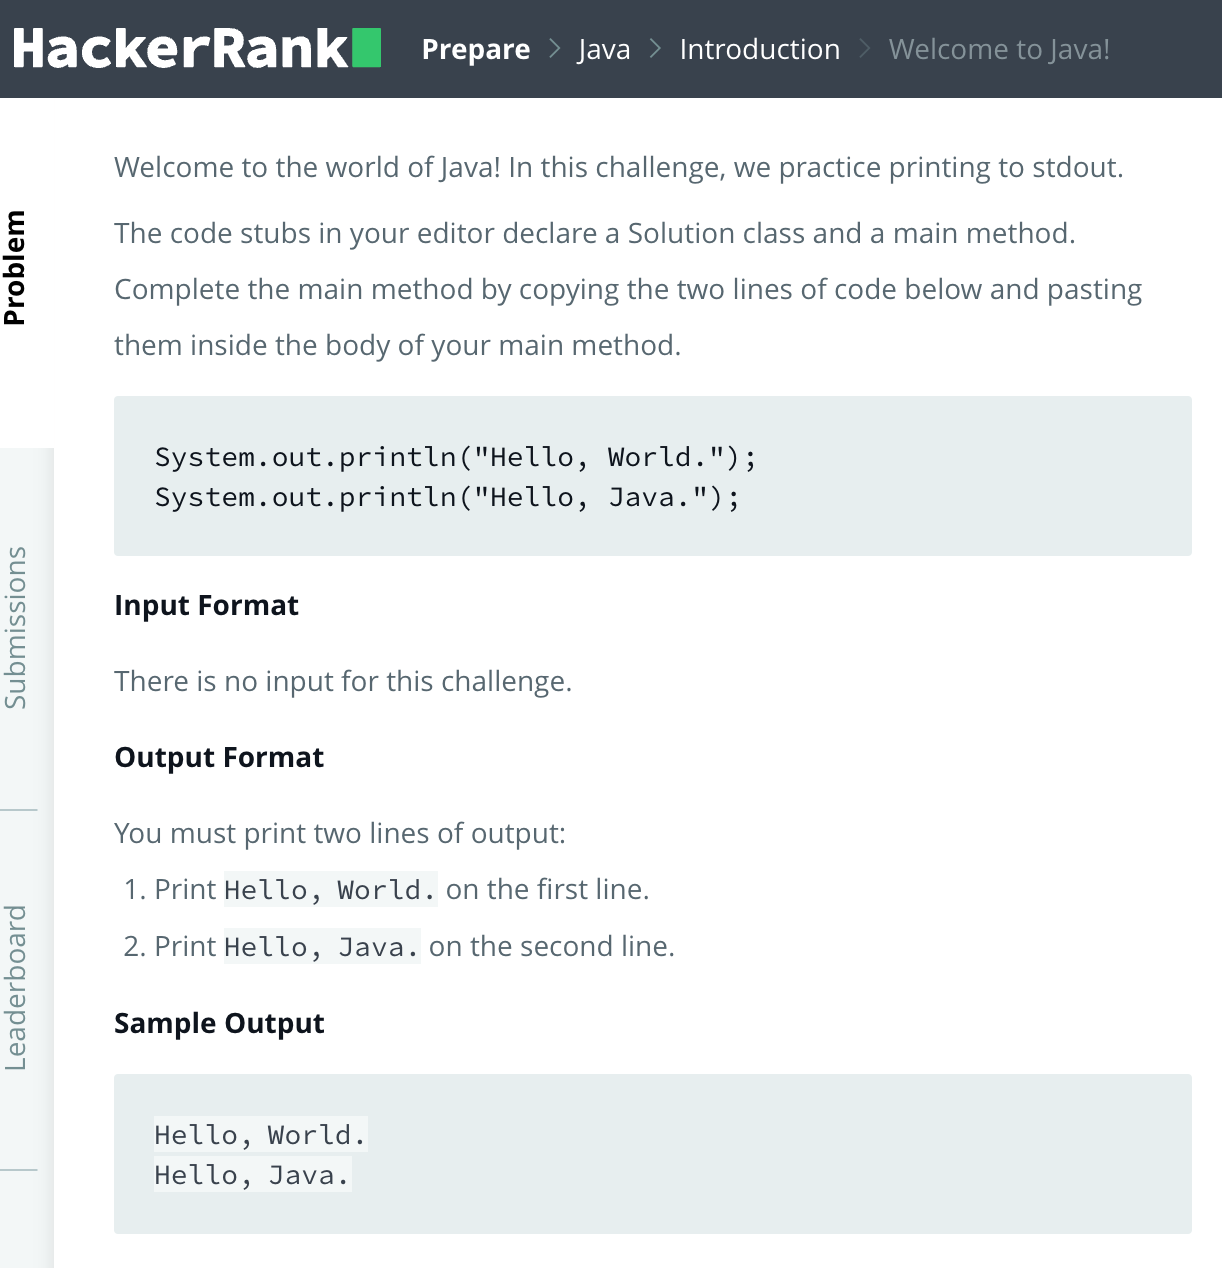 HackerRank Prepare > Java > Introduction > Welcome to Java!
Problem
Submissions
Leaderboard
Welcome to the world of Java! In this challenge, we practice printing to stdout.
The code stubs in your editor declare a Solution class and a main method.
Complete the main method by copying the two lines of code below and pasting
them inside the body of your main method.
System.out.println("Hello, World.");
System.out.println("Hello, Java.");
Input Format
There is no input for this challenge.
Output Format
You must print two lines of output:
1. Print Hello, World. on the first line.
2. Print Hello, Java. on the second line.
Sample Output
Hello, World.
Hello, Java.